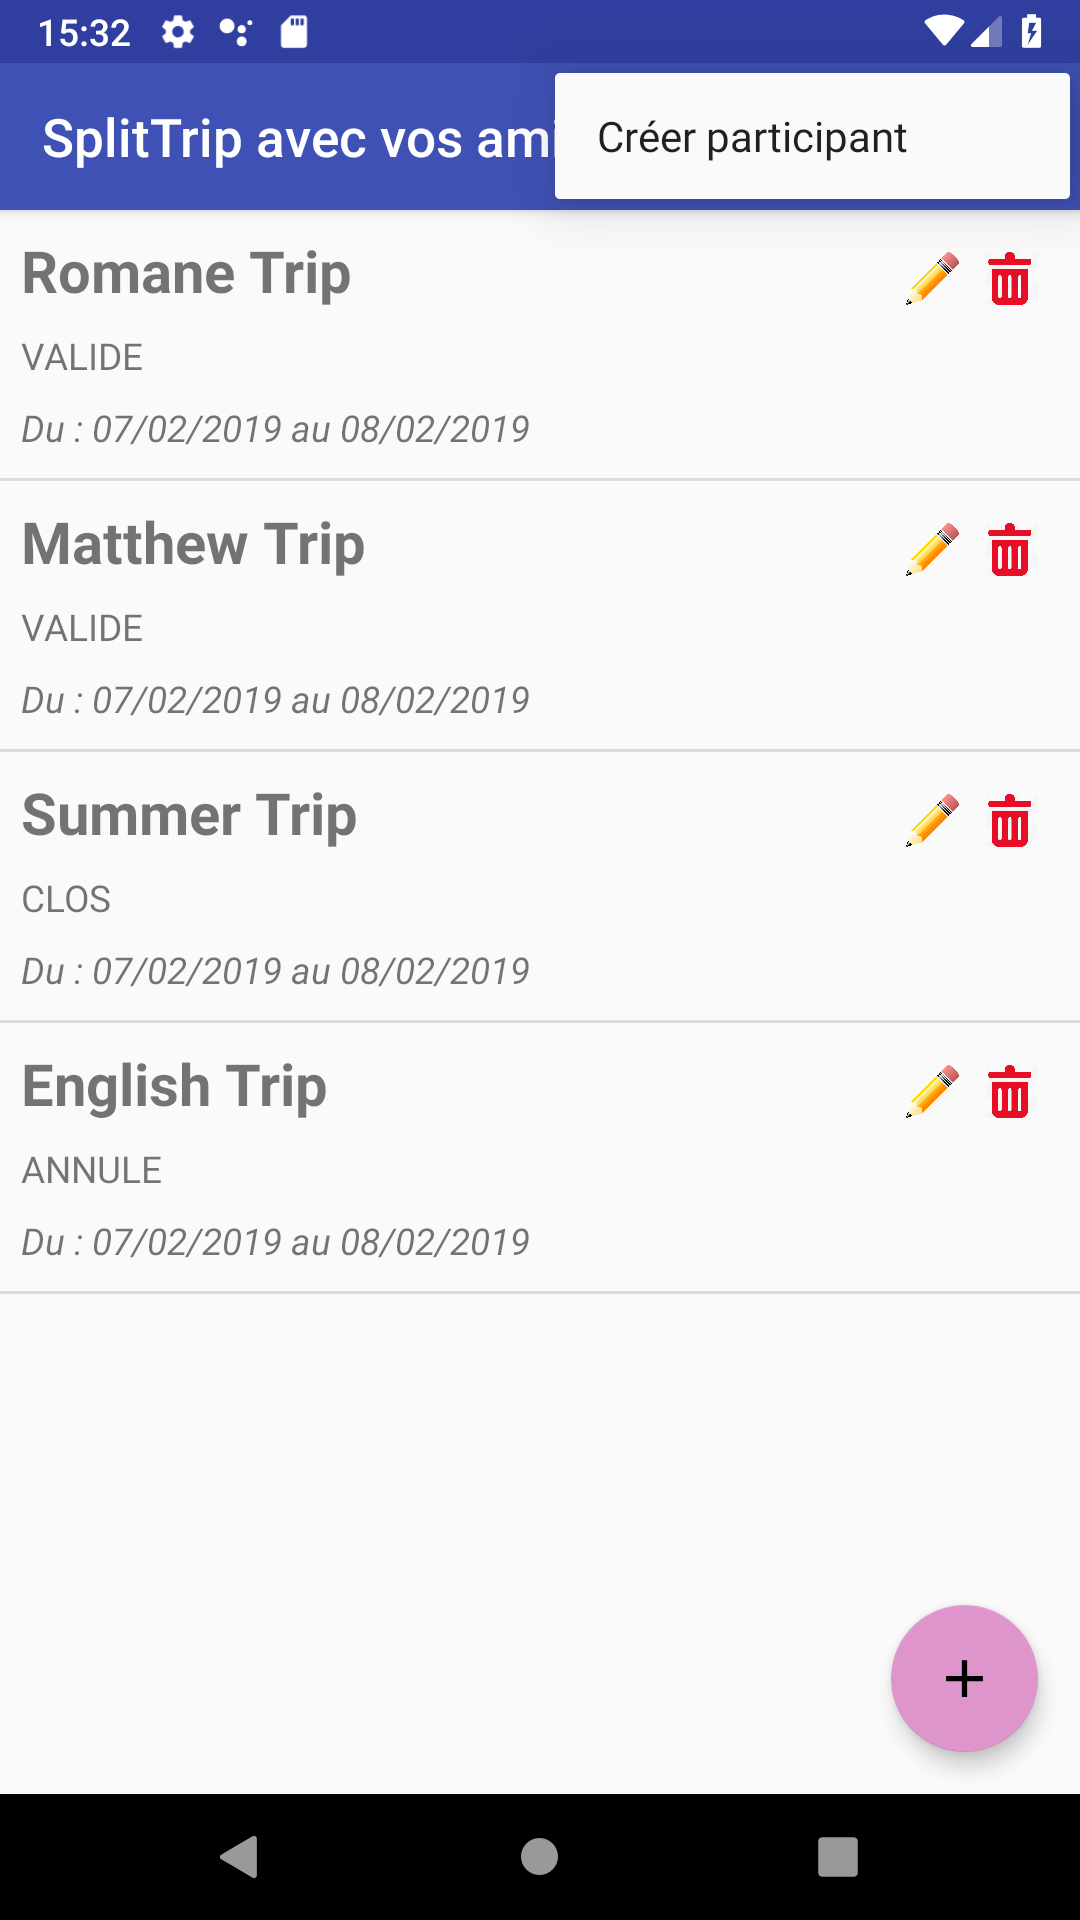 15:32
SplitTrip avec vos ami
Créer participant
Romane Trip
VALIDE
Du : 07/02/2019 au 08/02/2019
Matthew Trip
VALIDE
Du : 07/02/2019 au 08/02/2019
Summer Trip
CLOS
Du : 07/02/2019 au 08/02/2019
English Trip
ANNULE
Du : 07/02/2019 au 08/02/2019
+